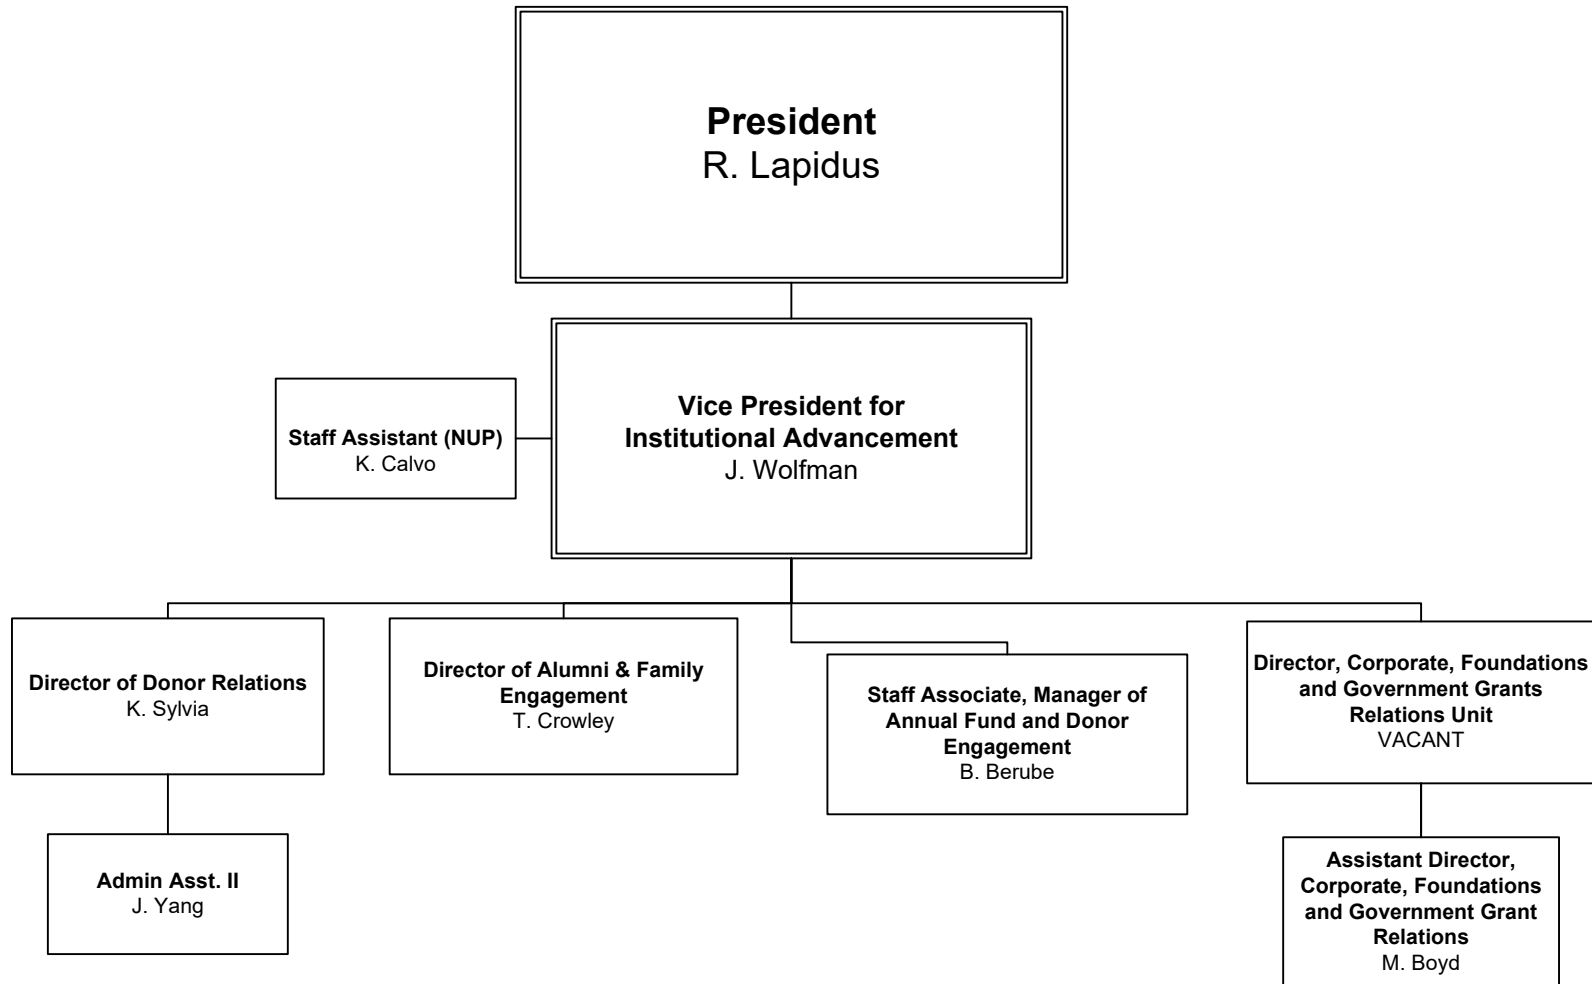 President
R. Lapidus
Vice President for
Institutional Advancement
J. Wolfman
Staff Assistant (NUP)
K. Calvo
Director of Donor Relations
K. Sylvia
Director of Alumni & Family
Engagement
T. Crowley
Staff Associate, Manager of
Annual Fund and Donor
Engagement
B. Berube
Director, Corporate, Foundations
and Government Grants
Relations Unit
VACANT
Admin Asst. II
J. Yang
Assistant Director,
Corporate, Foundations
and Government Grant
Relations
M. Boyd